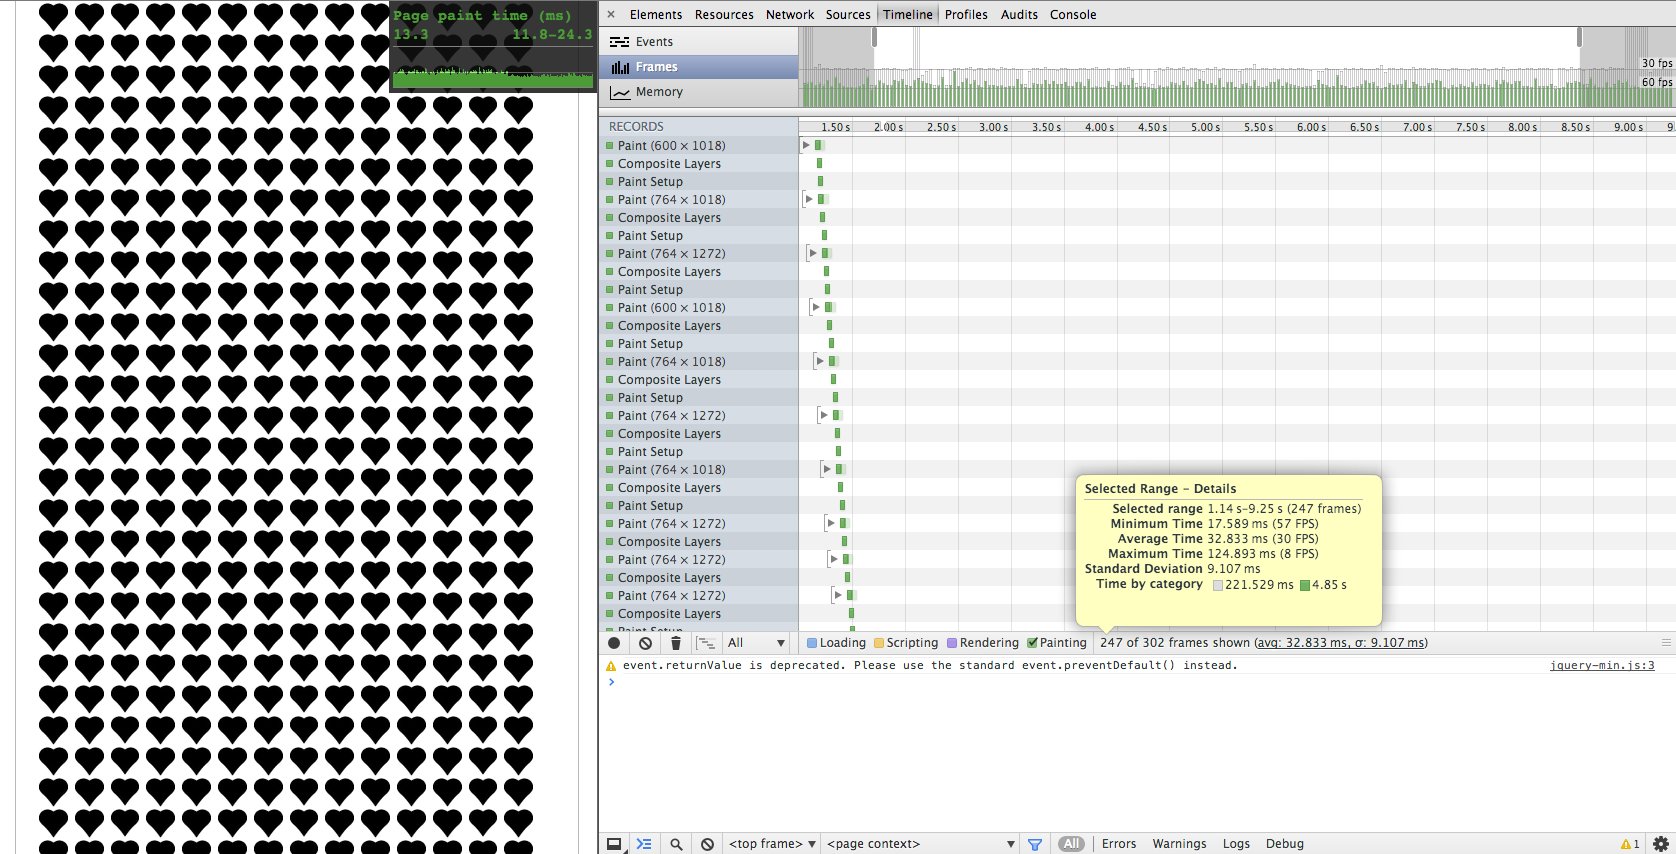 Page paint time (ms)
13.3 11.8-24.3
× Elements Resources Network Sources Timeline Profiles Audits Console
Events
Frames
Memory
30 fps
60 fps
RECORDS 1.50 s 2.00 s 2.50 s 3.00 s 3.50 s 4.00 s 4.50 s 5.00 s 5.50 s 6.00 s 6.50 s 7.00 s 7.50 s 8.00 s 8.50 s 9.00 s 9.
Paint (600 × 1018)
Composite Layers
Paint Setup
Paint (764 × 1018)
Composite Layers
Paint Setup
Paint (764 × 1272)
Composite Layers
Paint Setup
Paint (600 × 1018)
Composite Layers
Paint Setup
Paint (764 × 1018)
Composite Layers
Paint Setup
Paint (764 × 1272)
Composite Layers
Paint Setup
Paint (764 × 1018)
Composite Layers
Paint Setup
Paint (764 × 1272)
Composite Layers
Paint (764 × 1272)
Composite Layers
Paint (764 × 1272)
Composite Layers
Paint Setup
Selected Range – Details
Selected range 1.14 s–9.25 s (247 frames)
Minimum Time 17.589 ms (57 FPS)
Average Time 32.833 ms (30 FPS)
Maximum Time 124.893 ms (8 FPS)
Standard Deviation 9.107 ms
Time by category 221.529 ms 4.85 s
All Loading Scripting Rendering Painting 247 of 302 frames shown (avg: 32.833 ms, σ: 9.107 ms)
event.returnValue is deprecated. Please use the standard event.preventDefault() instead. jquery-min.js:3
>
<top frame> <page context> All Errors Warnings Logs Debug 1